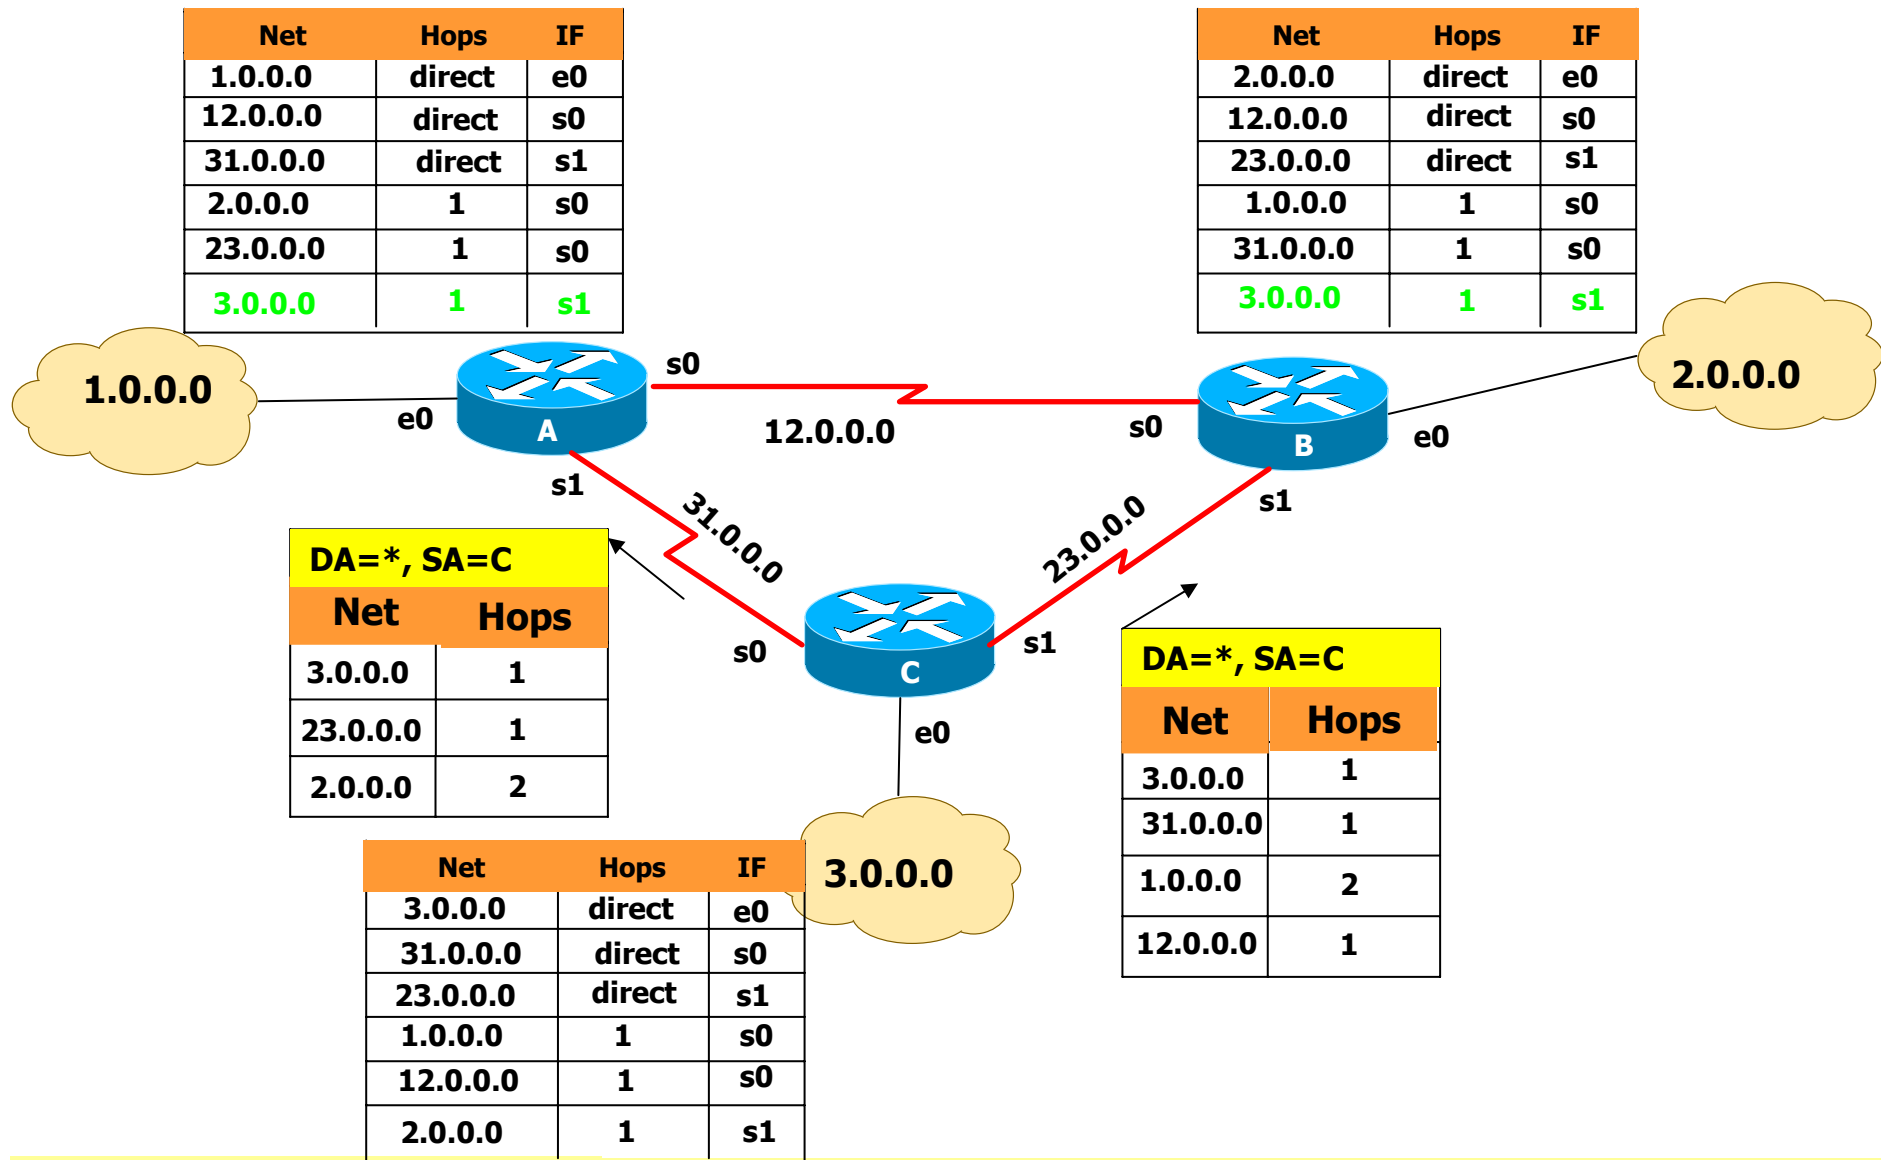 Net Hops IF
1.0.0.0 direct e0
12.0.0.0 direct s0
31.0.0.0 direct s1
2.0.0.0 1 s0
23.0.0.0 1 s0
3.0.0.0 1 s1
Net Hops IF
2.0.0.0 direct e0
12.0.0.0 direct s0
23.0.0.0 direct s1
1.0.0.0 1 s0
31.0.0.0 1 s0
3.0.0.0 1 s1
1.0.0.0
e0
A
s0
s1
12.0.0.0
s0
B
e0
s1
2.0.0.0
31.0.0.0
23.0.0.0
s0
C
s1
e0
3.0.0.0
DA=*, SA=C
Net Hops
3.0.0.0 1
23.0.0.0 1
2.0.0.0 2
DA=*, SA=C
Net Hops
3.0.0.0 1
31.0.0.0 1
1.0.0.0 2
12.0.0.0 1
Net Hops IF
3.0.0.0 direct e0
31.0.0.0 direct s0
23.0.0.0 direct s1
1.0.0.0 1 s0
12.0.0.0 1 s0
2.0.0.0 1 s1